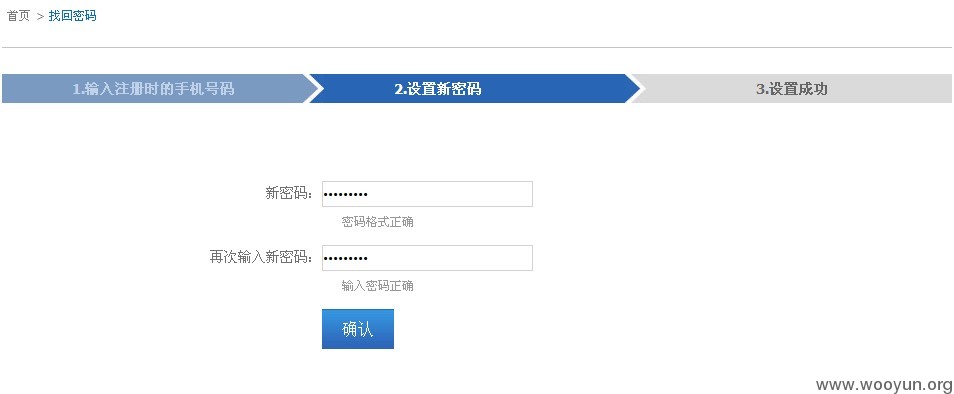 首页 > 找回密码
1.输入注册时的手机号码 2.设置新密码 3.设置成功
新密码： •••••••••
密码格式正确
再次输入新密码： •••••••••
输入密码正确
确认
www.wooyun.org